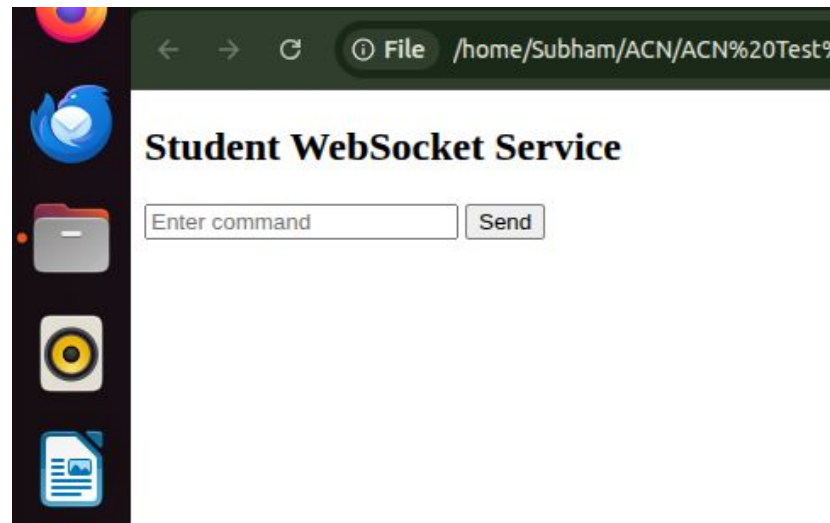 File /home/Subham/ACN/ACN%20Test%
Student WebSocket Service
Enter command Send